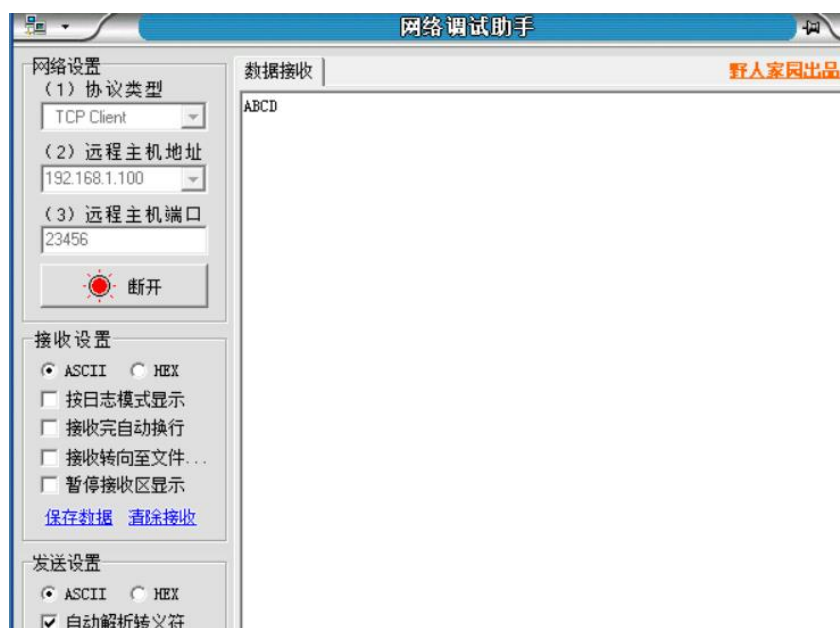 网络调试助手
网络设置
（1）协议类型
TCP Client
（2）远程主机地址
192.168.1.100
（3）远程主机端口
23456
断开
接收设置
ASCII HEX
按日志模式显示
接收完自动换行
接收转向至文件...
暂停接收区显示
保存数据 清除接收
发送设置
ASCII HEX
自动解析转义符
数据接收
野人家园出品
ABCD